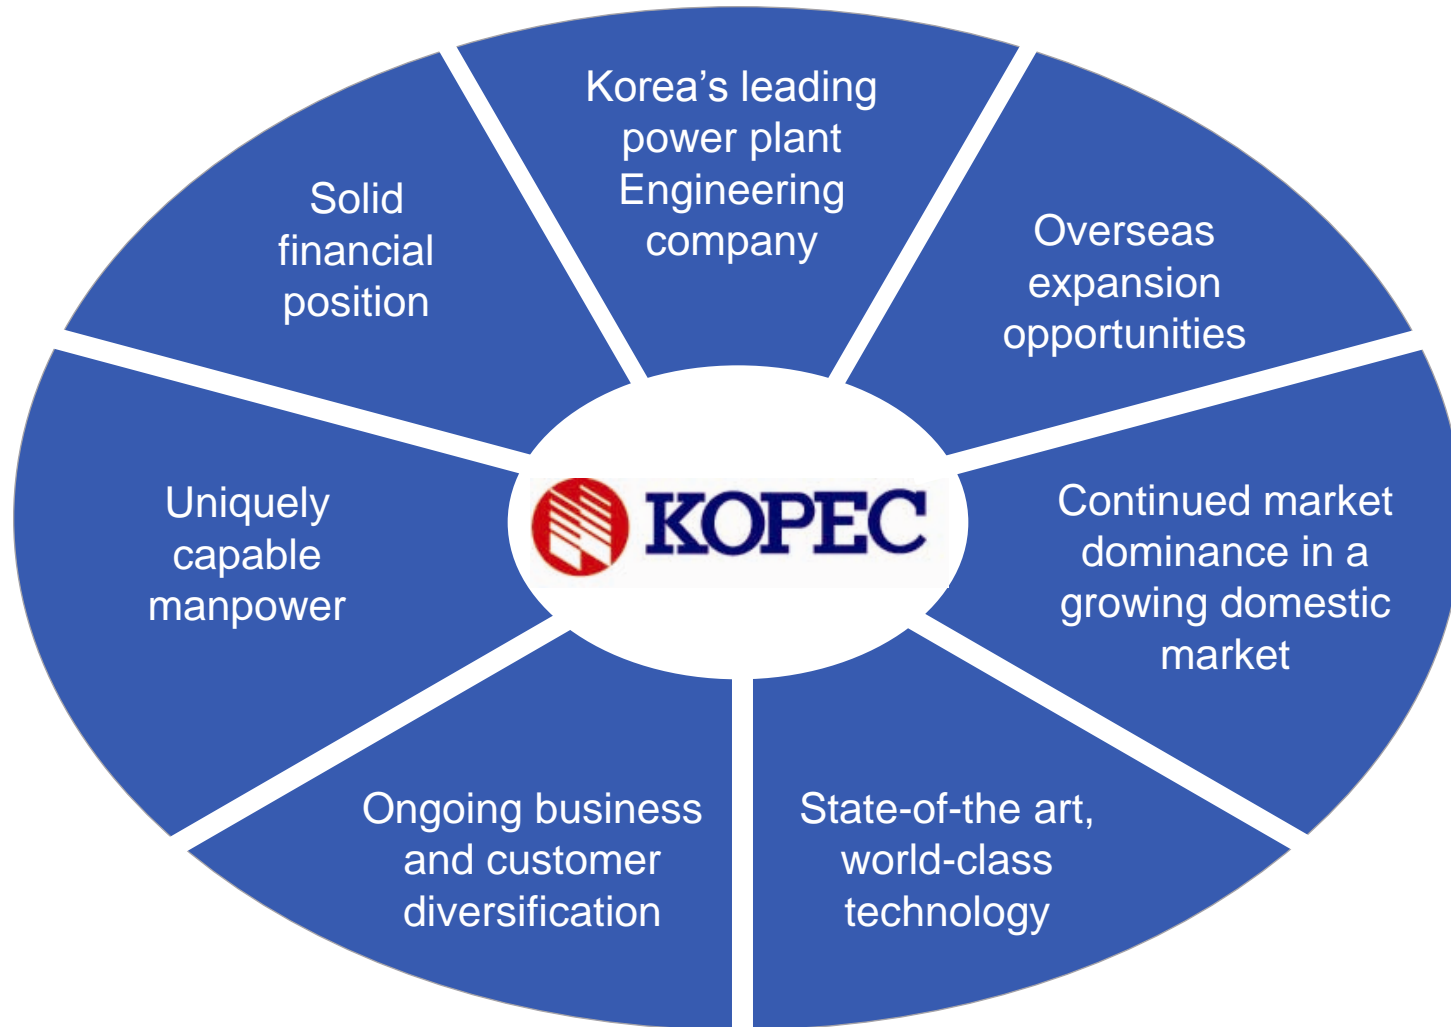 Korea’s leading
power plant
Engineering
company
Overseas
expansion
opportunities
Continued market
dominance in a
growing domestic
market
State-of-the art,
world-class
technology
Ongoing business
and customer
diversification
Uniquely
capable
manpower
Solid
financial
position
KOPEC